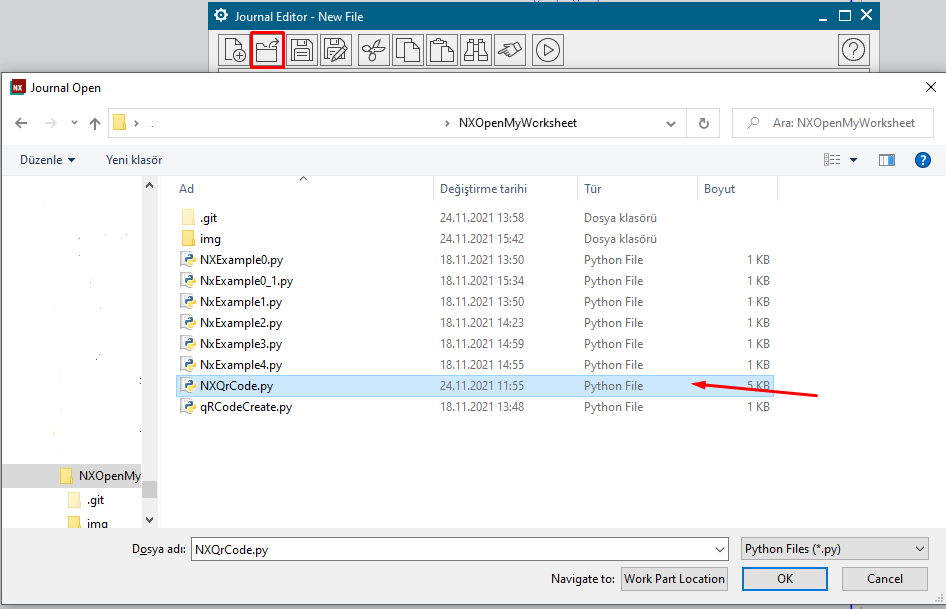 Journal Editor - New File
Journal Open
NXOpenMyWorksheet
Ara: NXOpenMyWorksheet
Düzenle
Yeni klasör
Ad Değiştirme tarihi Tür Boyut
.git 24.11.2021 13:58 Dosya klasörü
img 24.11.2021 15:42 Dosya klasörü
NXExample0.py 18.11.2021 13:50 Python File 1 KB
NxExample0_1.py 18.11.2021 15:34 Python File 1 KB
NxExample1.py 18.11.2021 13:50 Python File 1 KB
NxExample2.py 18.11.2021 14:23 Python File 1 KB
NxExample3.py 18.11.2021 14:59 Python File 1 KB
NxExample4.py 18.11.2021 14:55 Python File 1 KB
NXQrCode.py 24.11.2021 11:55 Python File 5 KB
qRCodeCreate.py 18.11.2021 13:48 Python File 1 KB
NXOpenMy
.git
img
Dosya adı: NXQrCode.py Python Files (*.py)
Navigate to: Work Part Location OK Cancel